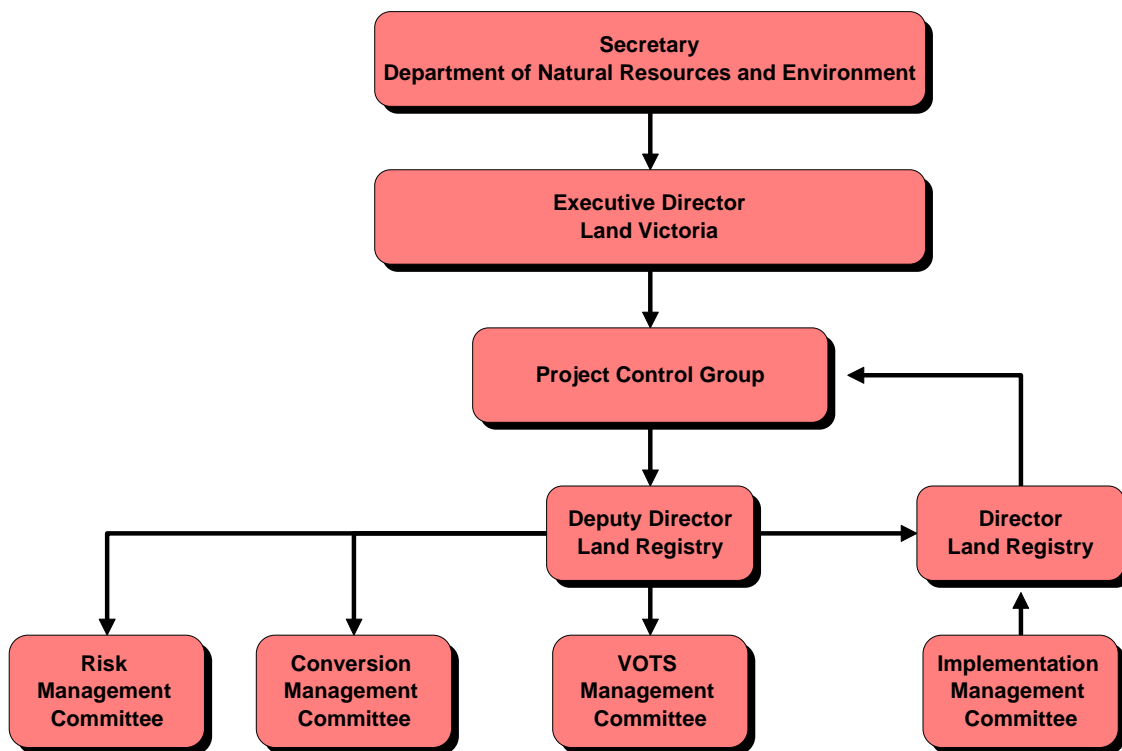 Secretary
Department of Natural Resources and Environment
Executive Director
Land Victoria
Project Control Group
Deputy Director
Land Registry
Director
Land Registry
Risk
Management
Committee
Conversion
Management
Committee
VOTS
Management
Committee
Implementation
Management
Committee